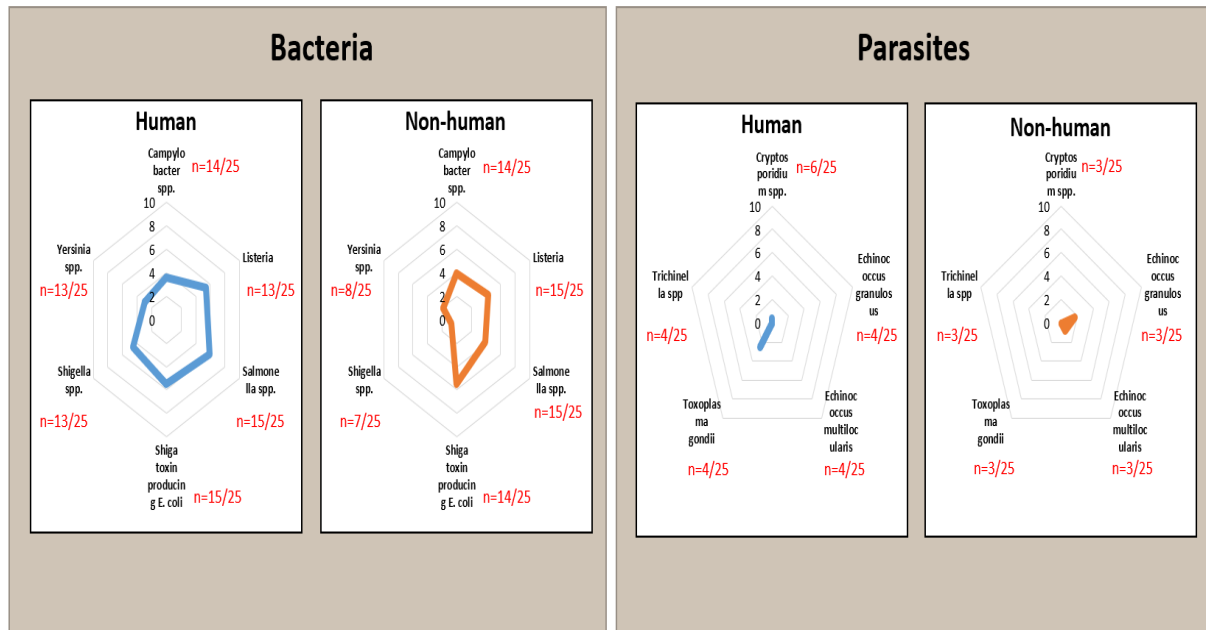 Bacteria
Human
Campylo
bacter
spp.
n=14/25
10
8
6
4
2
0
Listeria
n=13/25
Salmone
lla spp.
n=15/25
Shiga
toxin
producin
g E. coli
n=15/25
Shigella
spp.
n=13/25
Yersinia
spp.
n=13/25
Non-human
Campylo
bacter
spp.
n=14/25
10
8
6
4
2
0
Listeria
n=15/25
Salmone
lla spp.
n=15/25
Shiga
toxin
producin
g E. coli
n=14/25
Shigella
spp.
n=7/25
Yersinia
spp.
n=8/25
Parasites
Human
Cryptos
poridiu
m spp.
n=6/25
10
8
6
4
2
0
Echinoc
occus
granulos
us
n=4/25
Echinoc
occus
multiloc
ularis
n=4/25
Toxoplas
ma
gondii
n=4/25
Trichinel
la spp
n=4/25
Non-human
Cryptos
poridiu
m spp.
n=3/25
10
8
6
4
2
0
Echinoc
occus
granulos
us
n=3/25
Echinoc
occus
multiloc
ularis
n=3/25
Toxoplas
ma
gondii
n=3/25
Trichinel
la spp
n=3/25